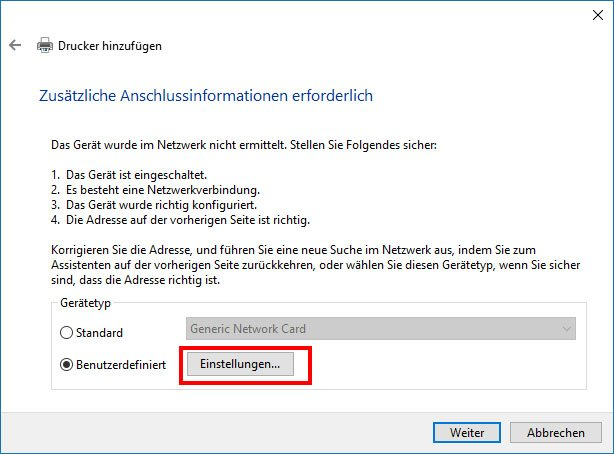 Drucker hinzufügen
Zusätzliche Anschlussinformationen erforderlich
Das Gerät wurde im Netzwerk nicht ermittelt. Stellen Sie Folgendes sicher:
1. Das Gerät ist eingeschaltet.
2. Es besteht eine Netzwerkverbindung.
3. Das Gerät wurde richtig konfiguriert.
4. Die Adresse auf der vorherigen Seite ist richtig.
Korrigieren Sie die Adresse, und führen Sie eine neue Suche im Netzwerk aus, indem Sie zum
Assistenten auf der vorherigen Seite zurückkehren, oder wählen Sie diesen Gerätetyp, wenn Sie sicher
sind, dass die Adresse richtig ist.
Gerätetyp
Standard Generic Network Card
Benutzerdefiniert Einstellungen...
Weiter Abbrechen